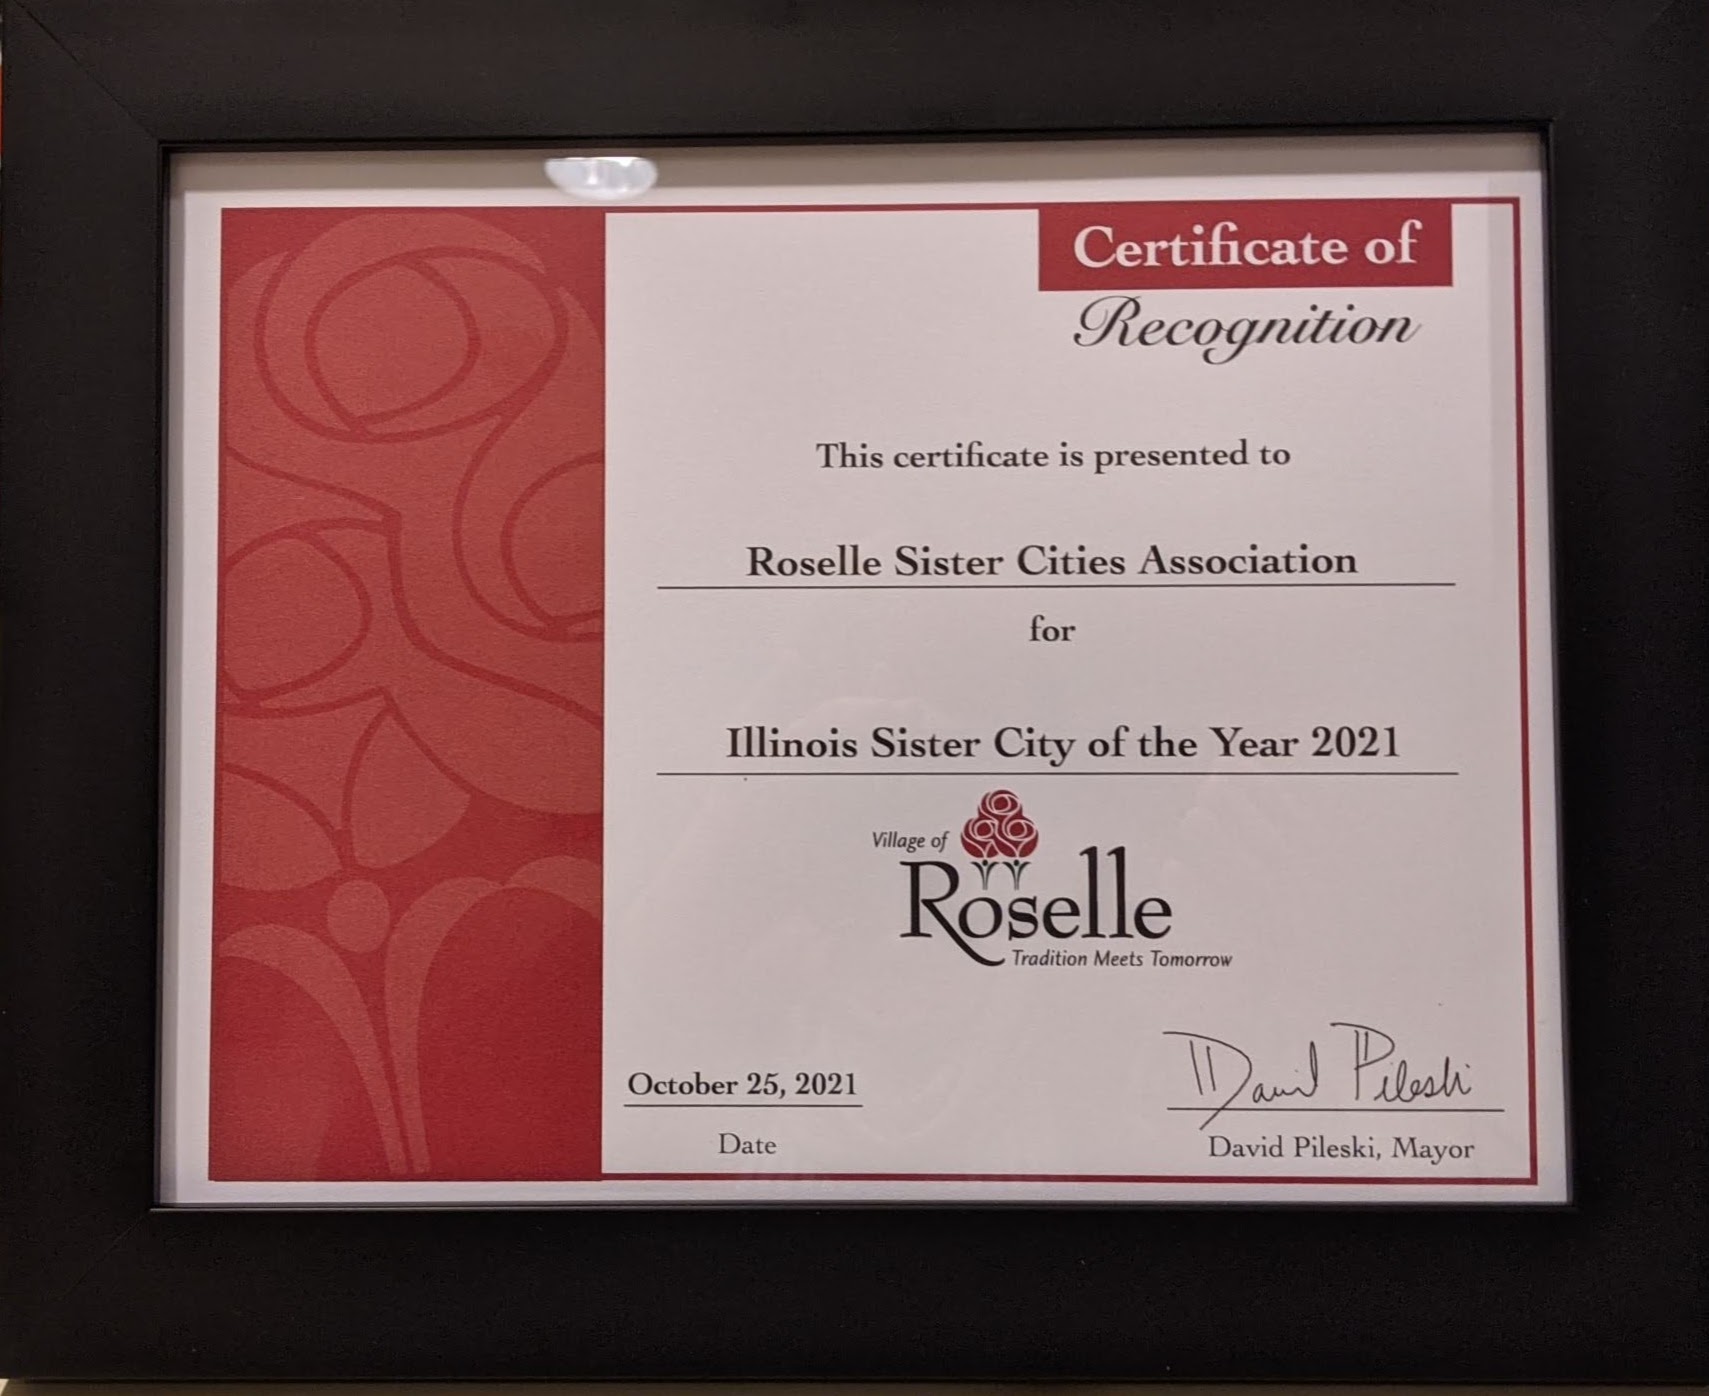 Certificate of
Recognition
This certificate is presented to
Roselle Sister Cities Association
for
Illinois Sister City of the Year 2021
Village of
Roselle
Tradition Meets Tomorrow
October 25, 2021
Date
David Pileski
David Pileski, Mayor